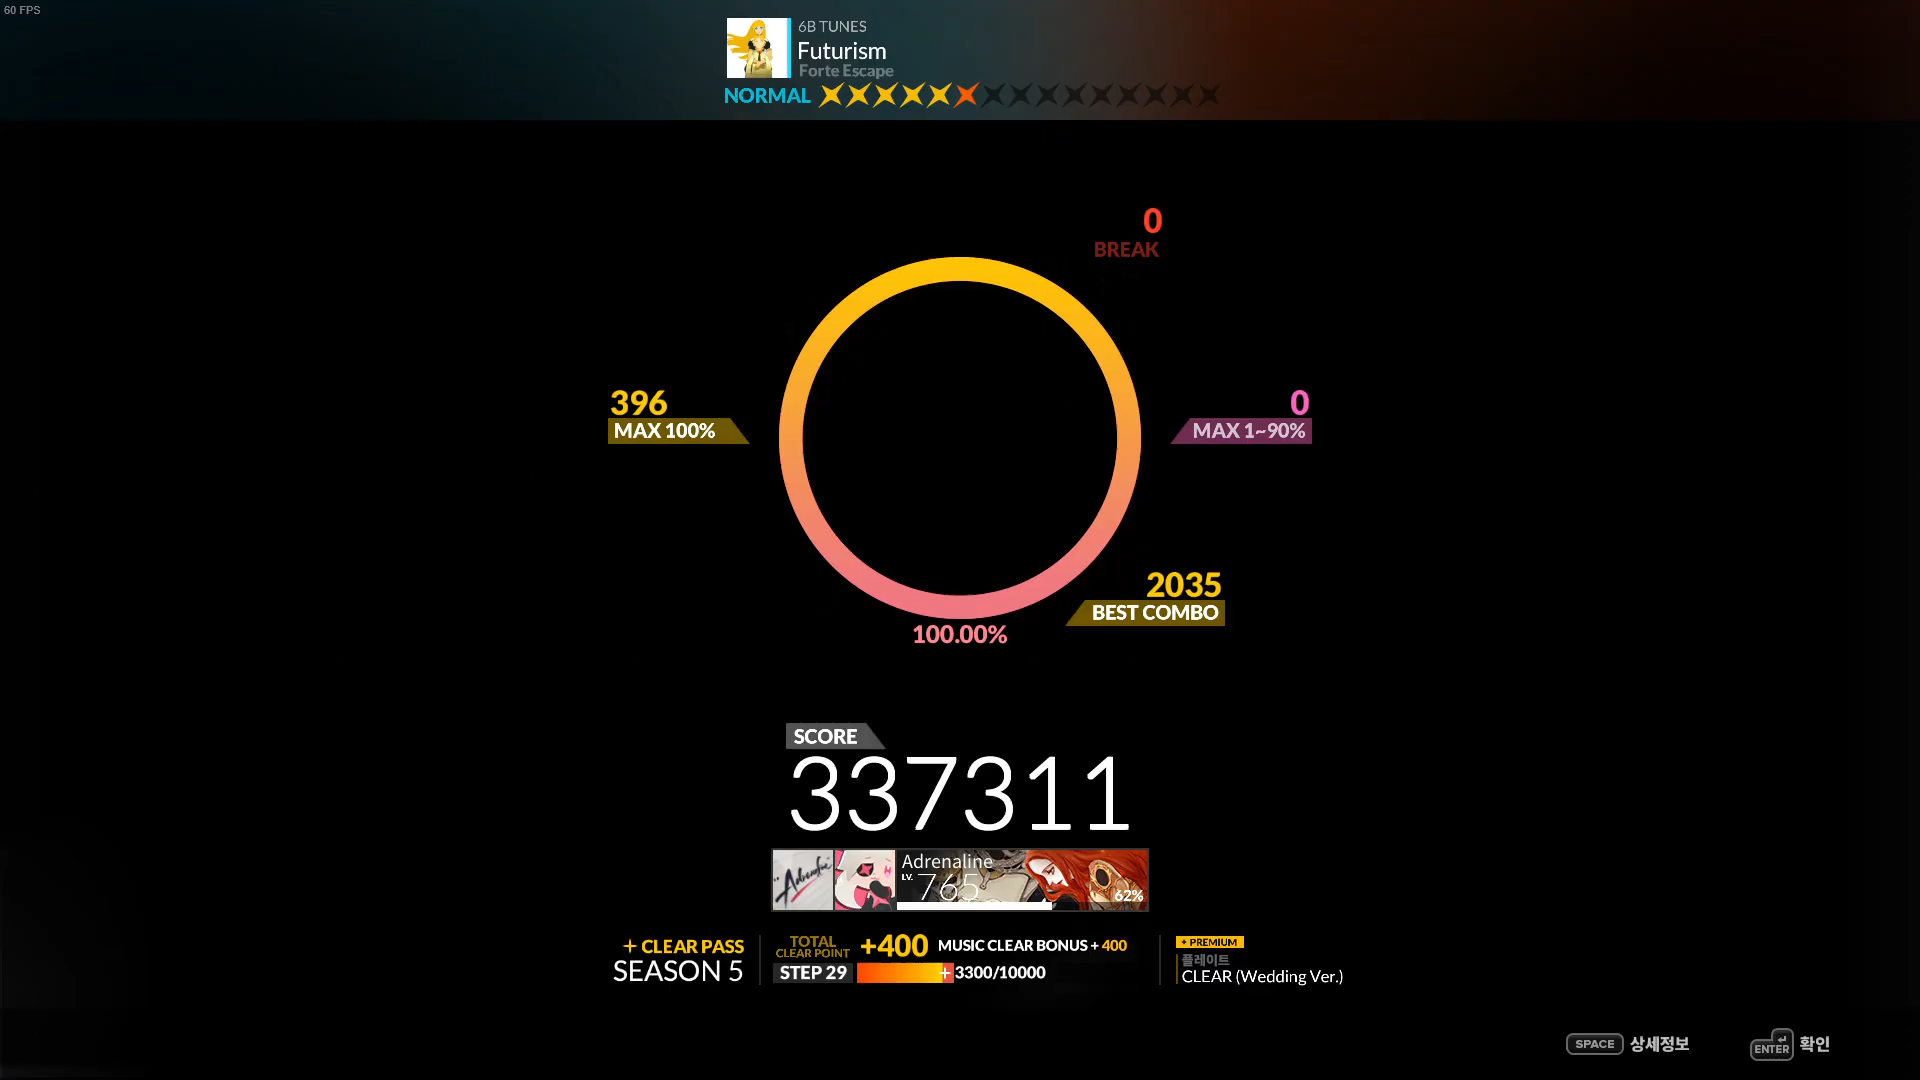 60 FPS
6B TUNES
Futurism
Forte Escape
NORMAL
0
BREAK
396
MAX 100%
0
MAX 1~90%
2035
BEST COMBO
100.00%
SCORE
337311
Adrenaline
Adrenaline
LV. 765
62%
+ CLEAR PASS
SEASON 5
TOTAL
CLEAR POINT
+400
MUSIC CLEAR BONUS + 400
STEP 29
+ 3300/10000
+ PREMIUM
플레이트
CLEAR (Wedding Ver.)
SPACE 상세정보
ENTER 확인